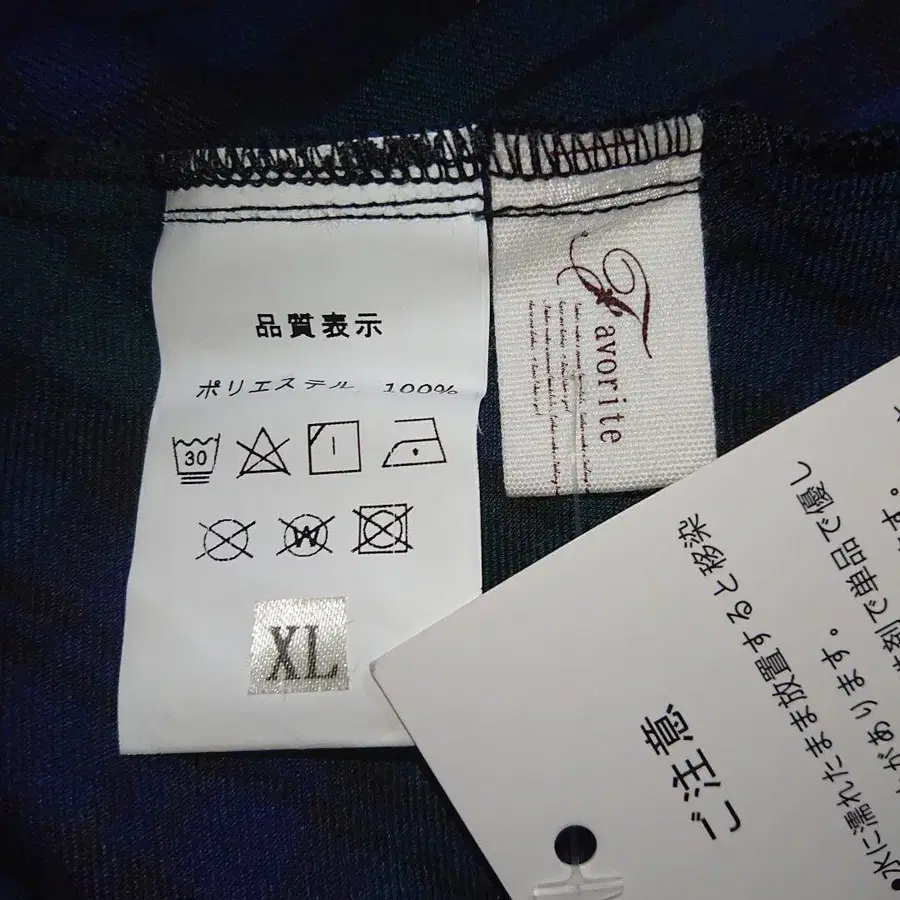 品質表示
ポリエステル 100%
30
W
XL
Favorite
ご注意
•水に濡れたまま放置すると移染
があります。
刻で単品で優し
す。